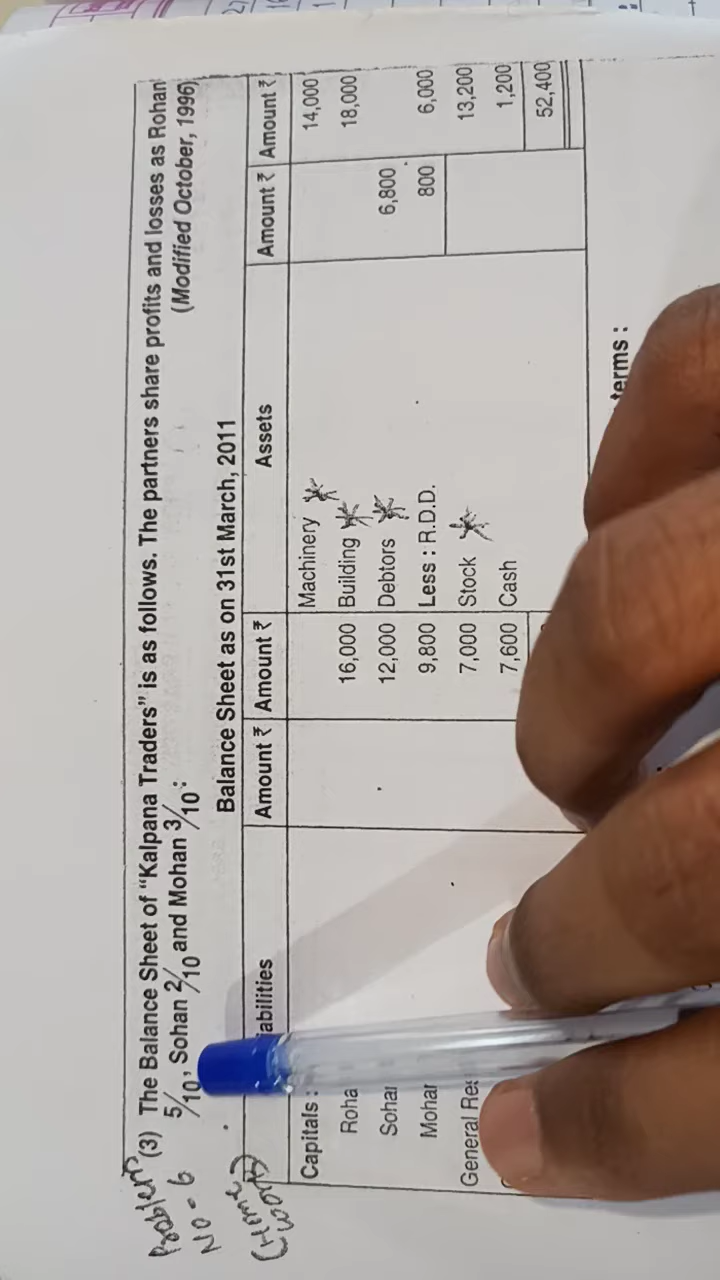 Problem
NO - 6
(Home
work)
(3) The Balance Sheet of “Kalpana Traders” is as follows. The partners share profits and losses as Rohan
5/10, Sohan 2/10 and Mohan 3/10 :
(Modified October, 1996)
Balance Sheet as on 31st March, 2011
iabilities Amount ₹ Amount ₹ Assets Amount ₹ Amount ₹
Capitals : Machinery 14,000
Roha 16,000 Building 18,000
Sohan 12,000 Debtors 6,800
Mohan 9,800 Less : R.D.D. 800 6,000
General Res 7,000 Stock 13,200
7,600 Cash 1,200
52,400
terms :